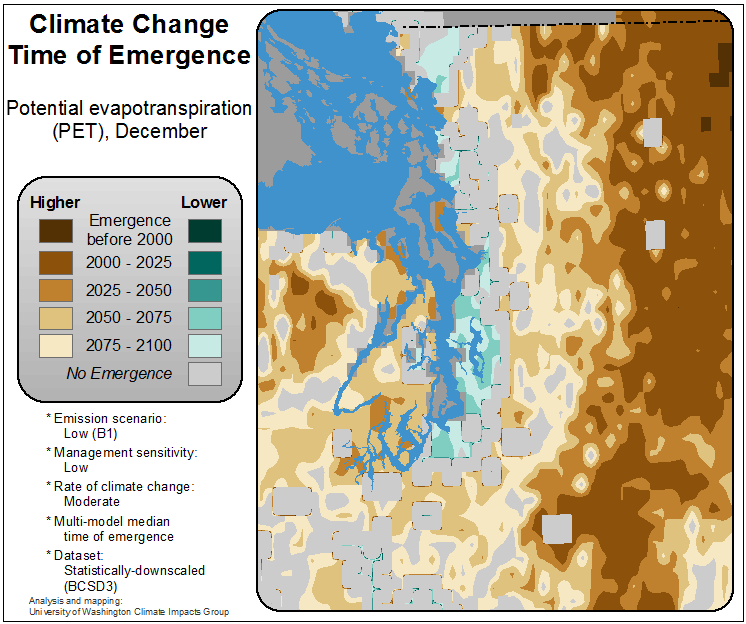 Climate Change
Time of Emergence
Potential evapotranspiration
(PET), December
Higher Lower
Emergence
before 2000
2000 - 2025
2025 - 2050
2050 - 2075
2075 - 2100
No Emergence
* Emission scenario:
Low (B1)
* Management sensitivity:
Low
* Rate of climate change:
Moderate
* Multi-model median
time of emergence
* Dataset:
Statistically-downscaled
(BCSD3)
Analysis and mapping:
University of Washington Climate Impacts Group